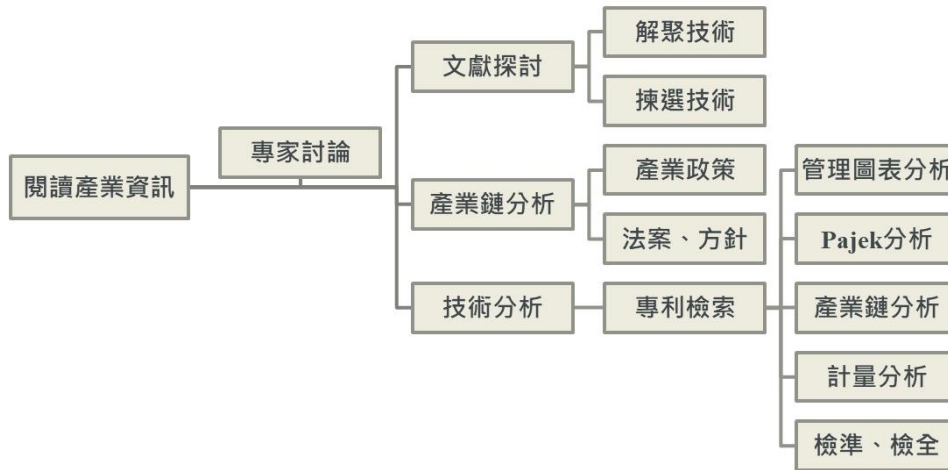 閱讀產業資訊
專家討論
文獻探討
解聚技術
揀選技術
產業鏈分析
產業政策
法案、方針
技術分析
專利檢索
管理圖表分析
Pajek分析
產業鏈分析
計量分析
檢準、檢全